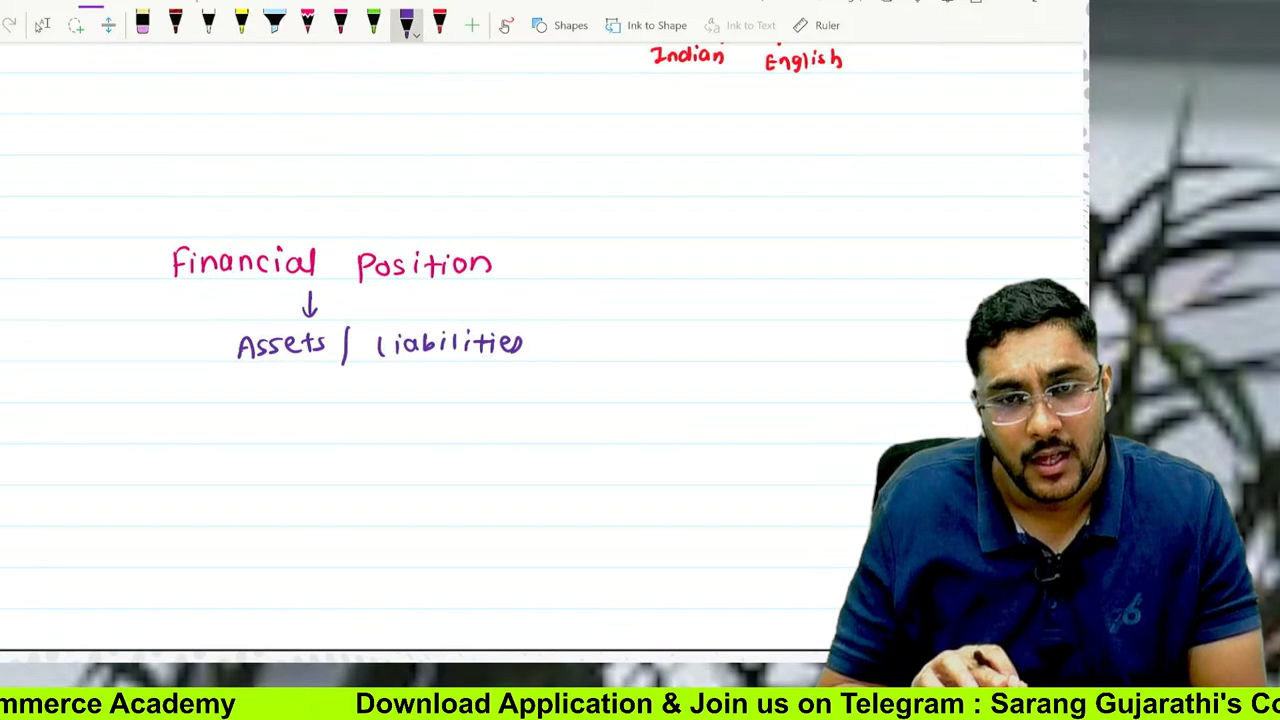 Shapes Ink to Shape Ink to Text Ruler
Indian English
Financial Position
↓
Assets / Liabilities
mmerce Academy Download Application & Join us on Telegram : Sarang Gujarathi's Co